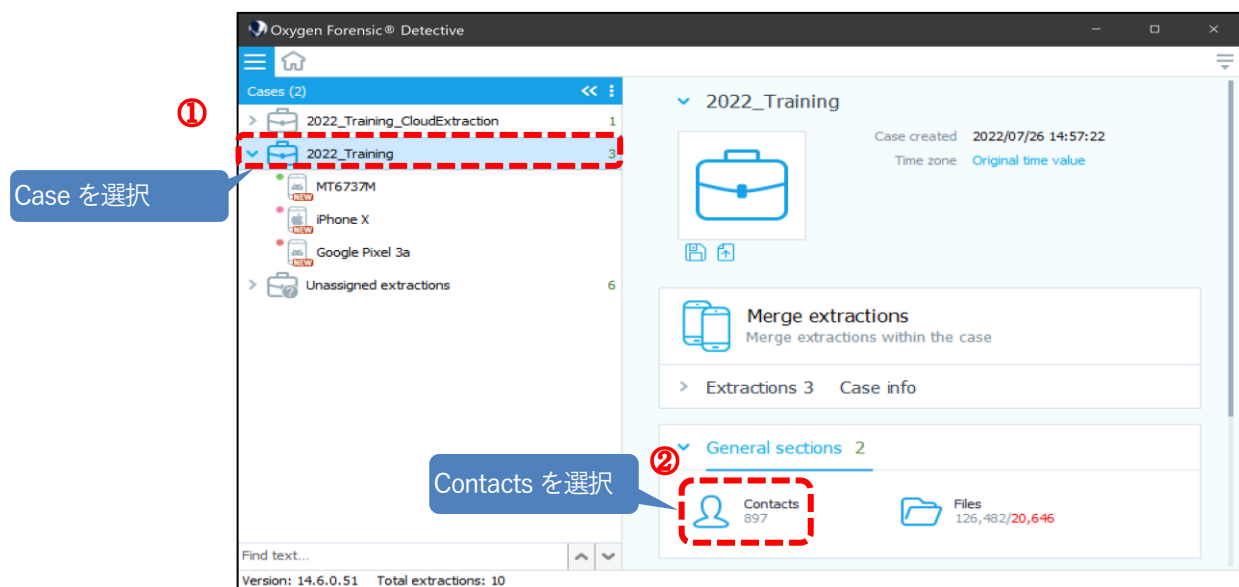 Oxygen Forensic® Detective
Cases (2)
①
2022_Training_CloudExtraction 1
2022_Training 3
Case を選択
MT6737M
NEW
iPhone X
NEW
Google Pixel 3a
NEW
Unassigned extractions 6
Find text...
Version: 14.6.0.51 Total extractions: 10
2022_Training
Case created 2022/07/26 14:57:22
Time zone Original time value
Merge extractions
Merge extractions within the case
Extractions 3 Case info
General sections 2
②
Contacts を選択
Contacts
897
Files
126,482/20,646